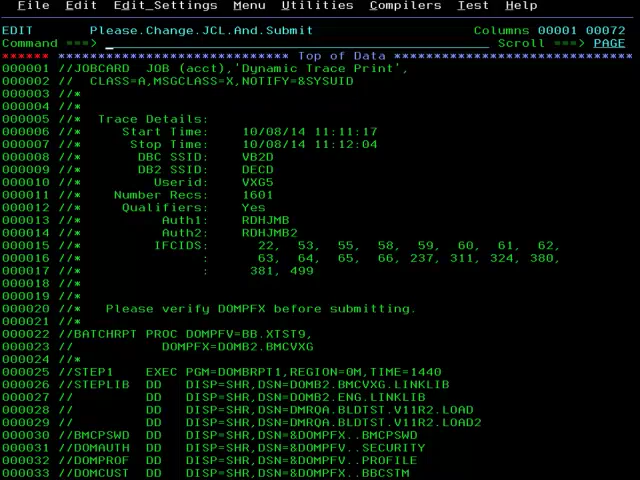 File  Edit  Edit_Settings  Menu  Utilities  Compilers  Test  Help
EDIT       Please.Change.JCL.And.Submit                       Columns 00001 00072
Command ===>                                                  Scroll ===> PAGE
****** ******************************** Top of Data ********************************
000001 //JOBCARD  JOB (acct),'Dynamic Trace Print',
000002 //  CLASS=A,MSGCLASS=X,NOTIFY=&SYSUID
000003 //*
000004 //*
000005 //*  Trace Details:
000006 //*     Start Time:     10/08/14 11:11:17
000007 //*      Stop Time:     10/08/14 11:12:04
000008 //*       DBC SSID:     VB2D
000009 //*       DB2 SSID:     DECD
000010 //*         Userid:     VXG5
000011 //*    Number Recs:     1601
000012 //*     Qualifiers:     Yes
000013 //*          Auth1:     RDHJMB
000014 //*          Auth2:     RDHJMB2
000015 //*         IFCIDS:       22,  53,  55,  58,  59,  60,  61,  62,
000016 //*               :       63,  64,  65,  66, 237, 311, 324, 380,
000017 //*               :      381, 499
000018 //*
000019 //*
000020 //*   Please verify DOMPFX before submitting.
000021 //*
000022 //BATCHRPT PROC DOMPFV=BB.XTST9,
000023 //            DOMPFX=DOMB2.BMCVXG
000024 //*
000025 //STEP1    EXEC PGM=DOMBRPT1,REGION=0M,TIME=1440
000026 //STEPLIB  DD   DISP=SHR,DSN=DOMB2.BMCVXG.LINKLIB
000027 //         DD   DISP=SHR,DSN=DOMB2.ENG.LINKLIB
000028 //         DD   DISP=SHR,DSN=DMRQA.BLDTST.V11R2.LOAD
000029 //         DD   DISP=SHR,DSN=DMRQA.BLDTST.V11R2.LOAD2
000030 //BMCPSWD  DD   DISP=SHR,DSN=&DOMPFX..BMCPSWD
000031 //DOMAUTH  DD   DISP=SHR,DSN=&DOMPFV..SECURITY
000032 //DOMPROF  DD   DISP=SHR,DSN=&DOMPFV..PROFILE
000033 //DOMCUST  DD   DISP=SHR,DSN=&DOMPFX..BBCSTM